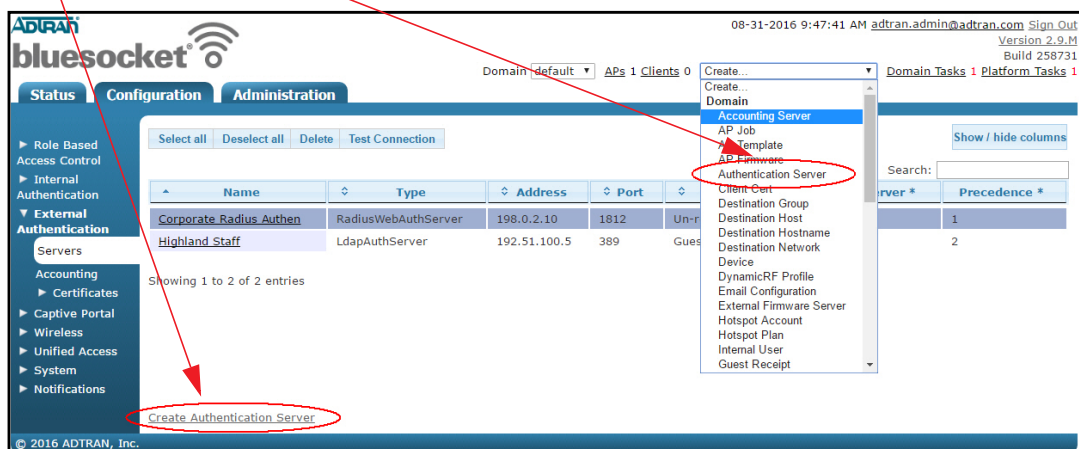 ADTRAN
bluesocket
08-31-2016 9:47:41 AM adtran.admin@adtran.com Sign Out
Version 2.9.M
Build 258731
Domain default APs 1 Clients 0 Create... Domain Tasks 1 Platform Tasks 1
Status Configuration Administration
Role Based Access Control
Internal Authentication
External Authentication
Servers
Accounting
Certificates
Captive Portal
Wireless
Unified Access
System
Notifications
Select all Deselect all Delete Test Connection
Show / hide columns
Search:
Name Type Address Port Precedence *
Corporate Radius Authen RadiusWebAuthServer 198.0.2.10 1812 1
Highland Staff LdapAuthServer 192.51.100.5 389 2
Showing 1 to 2 of 2 entries
Create...
Domain
Accounting Server
AP Job
Template
AP Firmware
Authentication Server
Client Cert
Destination Group
Destination Host
Destination Hostname
Destination Network
Device
DynamicRF Profile
Email Configuration
External Firmware Server
Hotspot Account
Hotspot Plan
Internal User
Guest Receipt
Create Authentication Server
© 2016 ADTRAN, Inc.